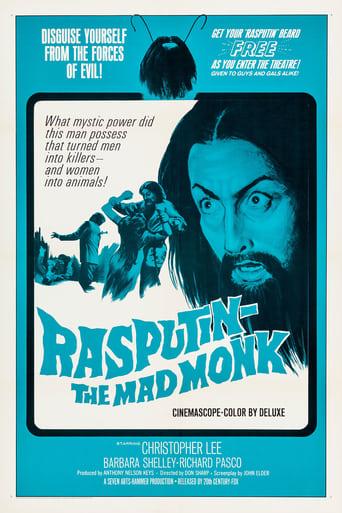 DISGUISE YOURSELF
FROM THE FORCES
OF EVIL!
GET YOUR 'RASPUTIN' BEARD
FREE
AS YOU ENTER THE THEATRE!
GIVEN TO GUYS AND GALS ALIKE!
What mystic power did
this man possess
that turned men
into killers—
and women
into animals!
RASPUTIN-
THE MAD MONK
CINEMASCOPE-COLOR BY DELUXE
STARRING CHRISTOPHER LEE
BARBARA SHELLEY-RICHARD PASCO
Produced by ANTHONY NELSON KEYS • Directed by DON SHARP • Screenplay by JOHN ELDER
A SEVEN ARTS-HAMMER PRODUCTION • RELEASED BY 20th CENTURY-FOX